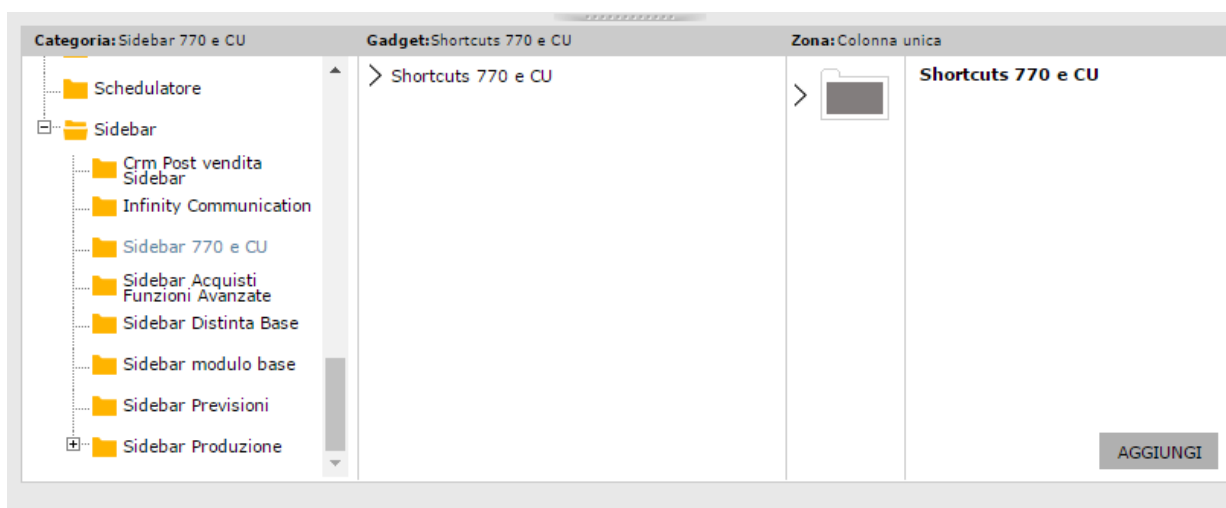 Categoria: Sidebar 770 e CU
Gadget:Shortcuts 770 e CU
Zona:Colonna unica
Schedulatore
Sidebar
Crm Post vendita
Sidebar
Infinity Communication
Sidebar 770 e CU
Sidebar Acquisti
Funzioni Avanzate
Sidebar Distinta Base
Sidebar modulo base
Sidebar Previsioni
Sidebar Produzione
Shortcuts 770 e CU
Shortcuts 770 e CU
AGGIUNGI